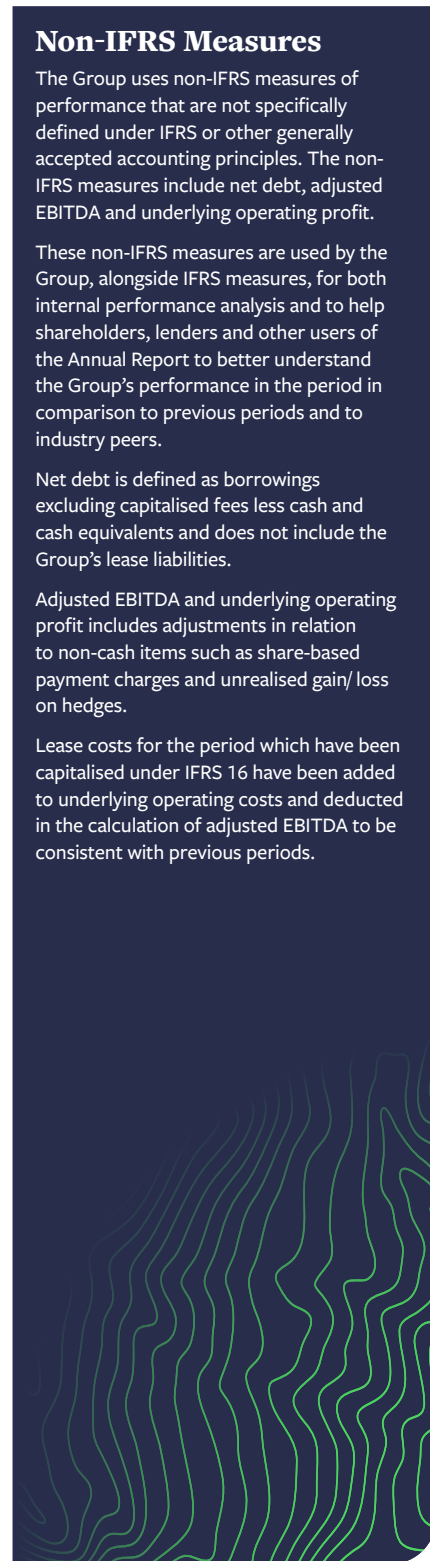 Non-IFRS Measures
The Group uses non-IFRS measures of
performance that are not specifically
defined under IFRS or other generally
accepted accounting principles. The non-
IFRS measures include net debt, adjusted
EBITDA and underlying operating profit.
These non-IFRS measures are used by the
Group, alongside IFRS measures, for both
internal performance analysis and to help
shareholders, lenders and other users of
the Annual Report to better understand
the Group’s performance in the period in
comparison to previous periods and to
industry peers.
Net debt is defined as borrowings
excluding capitalised fees less cash and
cash equivalents and does not include the
Group’s lease liabilities.
Adjusted EBITDA and underlying operating
profit includes adjustments in relation
to non-cash items such as share-based
payment charges and unrealised gain/ loss
on hedges.
Lease costs for the period which have been
capitalised under IFRS 16 have been added
to underlying operating costs and deducted
in the calculation of adjusted EBITDA to be
consistent with previous periods.